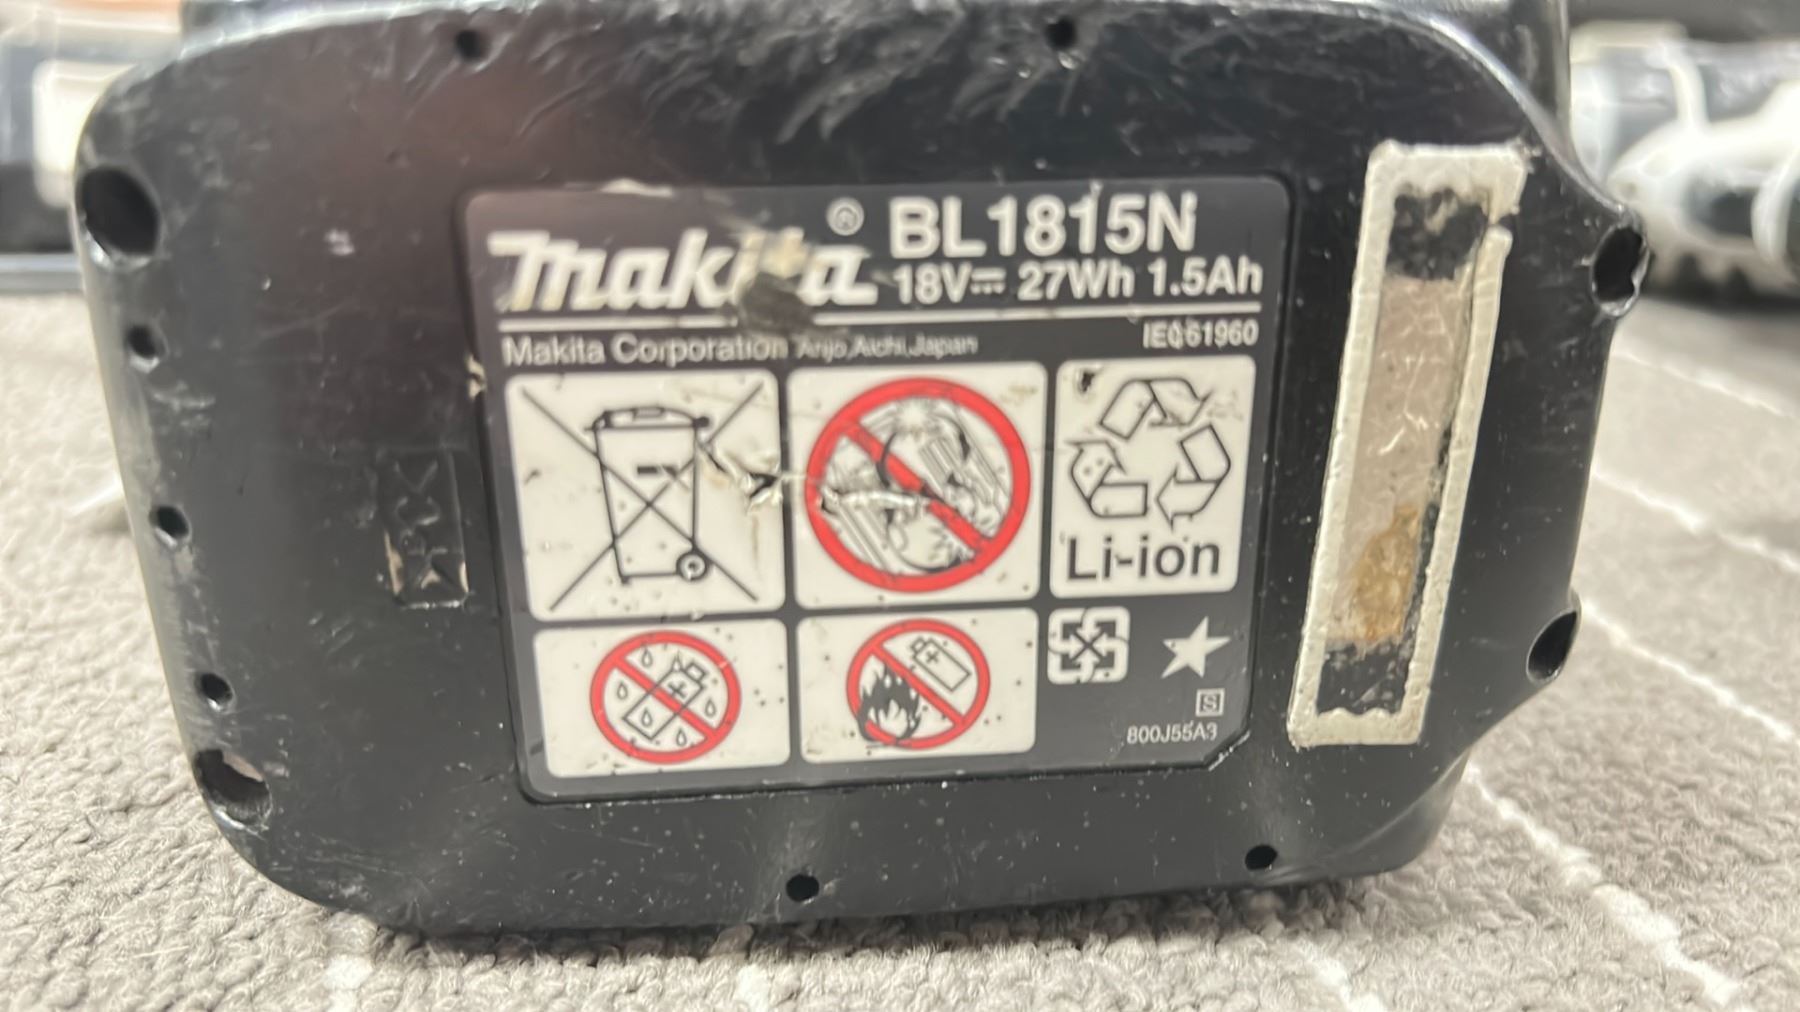 makita® BL1815N
18V⎓ 27Wh 1.5Ah
Makita Corporation Anjo,Aichi,Japan
IEC61960
Li-ion
S
800J55A3